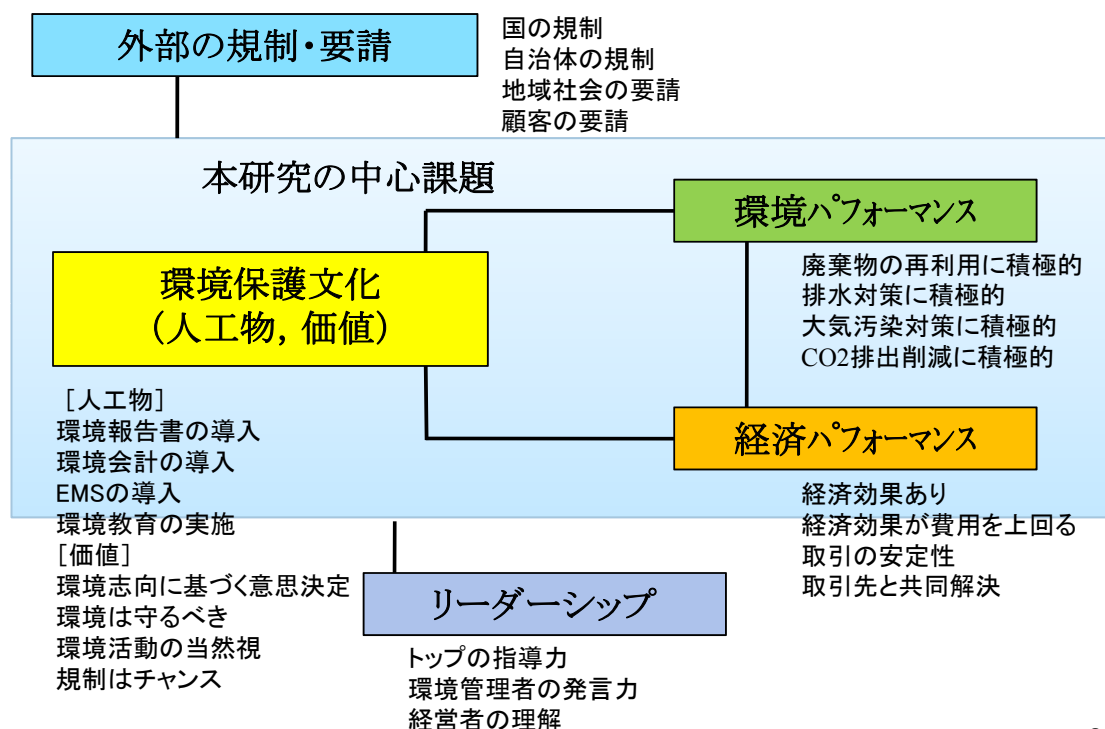 外部の規制・要請
国の規制
自治体の規制
地域社会の要請
顧客の要請
本研究の中心課題
環境保護文化
（人工物，価値）
環境パフォーマンス
廃棄物の再利用に積極的
排水対策に積極的
大気汚染対策に積極的
CO2排出削減に積極的
経済パフォーマンス
経済効果あり
経済効果が費用を上回る
取引の安定性
取引先と共同解決
［人工物］
環境報告書の導入
環境会計の導入
EMSの導入
環境教育の実施
［価値］
環境志向に基づく意思決定
環境は守るべき
環境活動の当然視
規制はチャンス
リーダーシップ
トップの指導力
環境管理者の発言力
経営者の理解